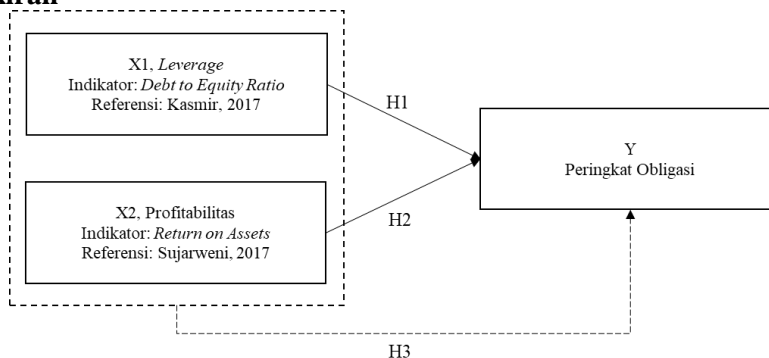 X1, Leverage
Indikator: Debt to Equity Ratio
Referensi: Kasmir, 2017
H1
Y
Peringkat Obligasi
X2, Profitabilitas
Indikator: Return on Assets
Referensi: Sujarweni, 2017
H2
H3